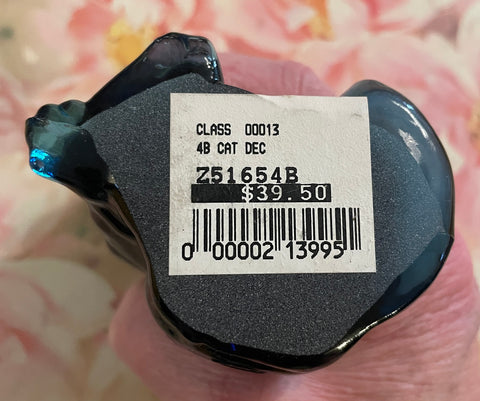 CLASS 00013
4B CAT DEC
Z51654B
$39.50
0 00002 13995